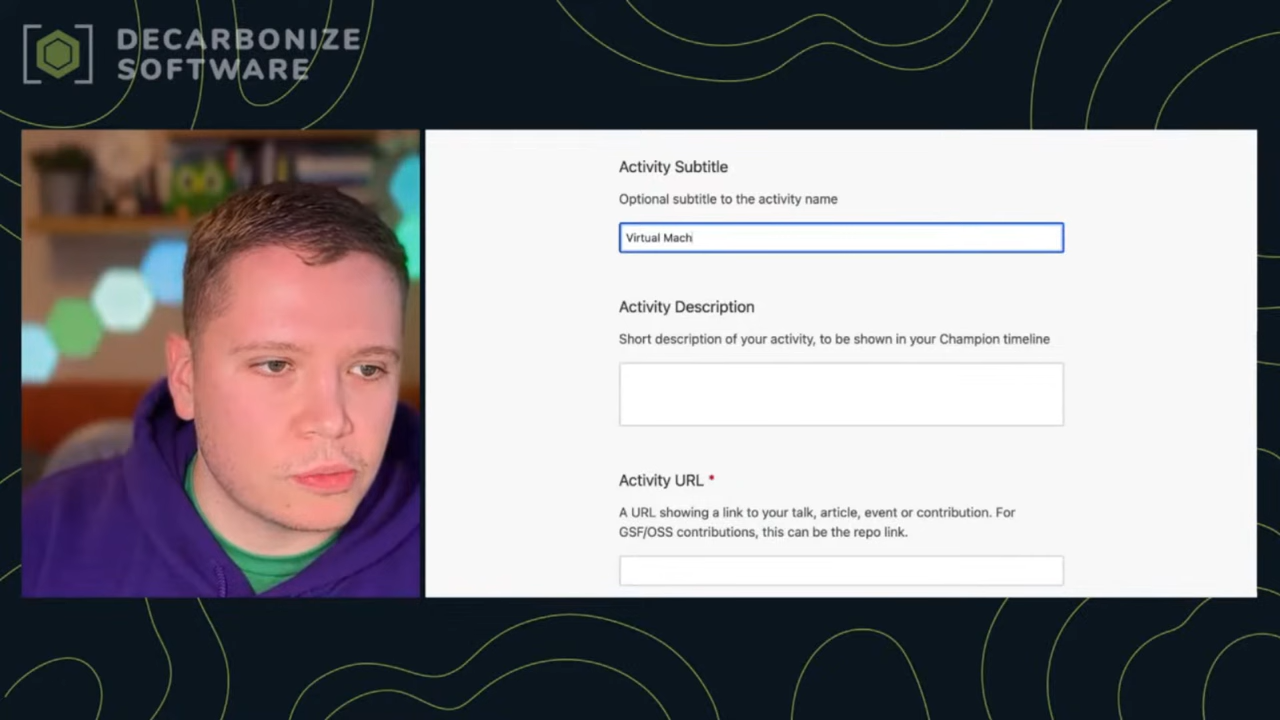 DECARBONIZE
SOFTWARE
Activity Subtitle
Optional subtitle to the activity name
Virtual Mach
Activity Description
Short description of your activity, to be shown in your Champion timeline
Activity URL *
A URL showing a link to your talk, article, event or contribution. For
GSF/OSS contributions, this can be the repo link.